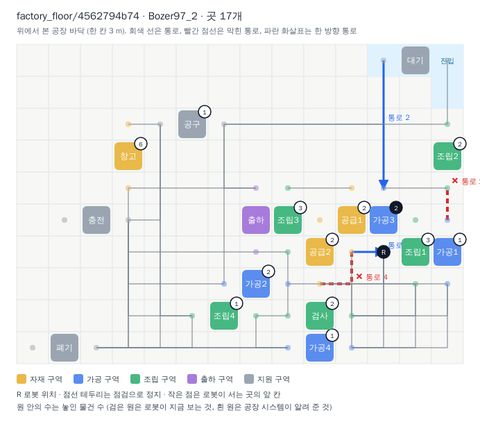 factory_floor/4562794b74 · Bozer97_2 · 곳 17개
위에서 본 공장 바닥 (한 칸 3 m). 회색 선은 통로, 빨간 점선은 막힌 통로, 파란 화살표는 한 방향 통로
대기
진입
통로 2
공구 1
창고 6
조립2 2
✕ 통로
충전
출하
조립3 3
공급1 2
가공3 2
공급2 2
통로
R
조립1 3
가공1 1
가공2 2
✕ 통로 4
조립4 1
검사 2
폐기
가공4 1
자재 구역
가공 구역
조립 구역
출하 구역
지원 구역
R 로봇 위치 · 점선 테두리는 점검으로 정지 · 작은 점은 로봇이 서는 곳의 앞 칸
원 안의 수는 놓인 물건 수 (검은 원은 로봇이 지금 보는 것, 흰 원은 공장 시스템이 알려 준 것)